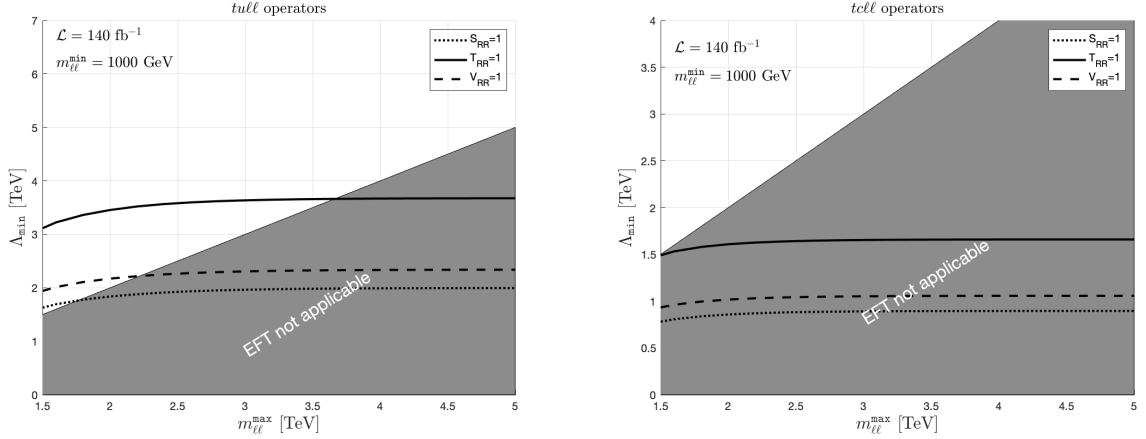 tuℓℓ operators
ℒ = 140 fb⁻¹
m_ℓℓ^min = 1000 GeV
S_RR=1
T_RR=1
V_RR=1
7
6
5
4
3
2
1
0
Λ_min [TeV]
EFT not applicable
1.5 2 2.5 3 3.5 4 4.5 5
m_ℓℓ^max [TeV]
tcℓℓ operators
ℒ = 140 fb⁻¹
m_ℓℓ^min = 1000 GeV
S_RR=1
T_RR=1
V_RR=1
4
3.5
3
2.5
2
1.5
1
0.5
0
Λ_min [TeV]
EFT not applicable
1.5 2 2.5 3 3.5 4 4.5 5
m_ℓℓ^max [TeV]